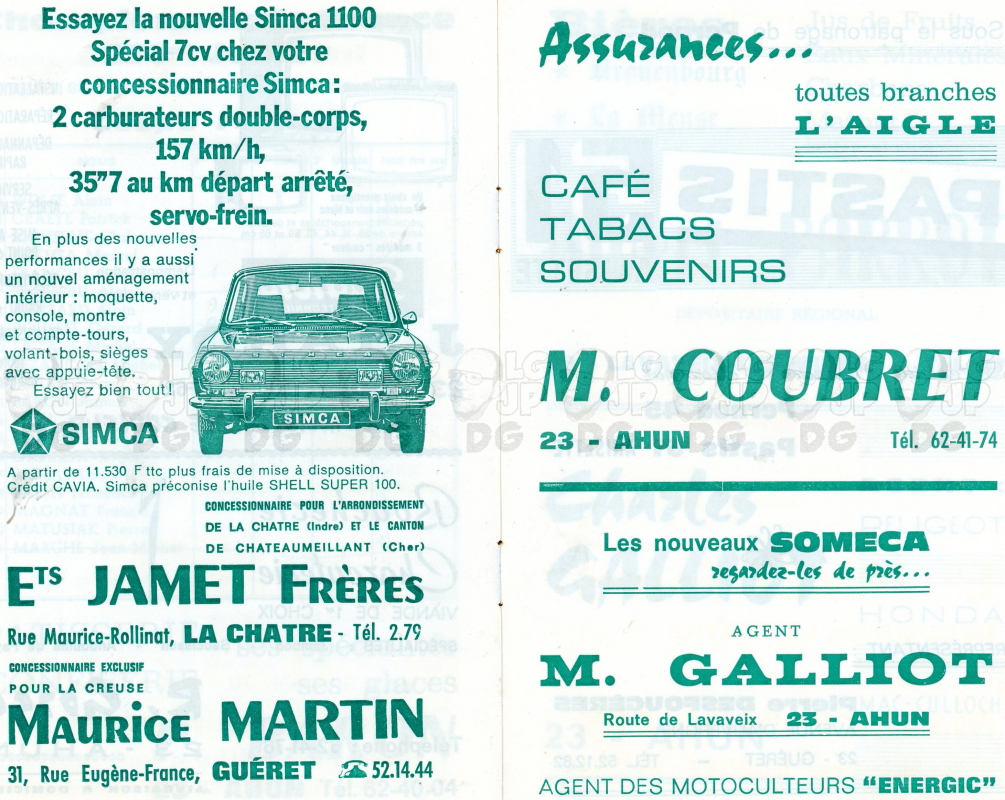 Essayez la nouvelle Simca 1100
Spécial 7cv chez votre
concessionnaire Simca:
2 carburateurs double-corps,
157 km/h,
35"7 au km départ arrêté,
servo-frein.
En plus des nouvelles
performances il y a aussi
un nouvel aménagement
intérieur : moquette,
console, montre
et compte-tours,
volant-bois, sièges
avec appuie-tête.
Essayez bien tout!
SIMCA
SIMCA
A partir de 11.530 F ttc plus frais de mise à disposition.
Crédit CAVIA. Simca préconise l'huile SHELL SUPER 100.
CONCESSIONNAIRE POUR L'ARRONDISSEMENT
DE LA CHATRE (Indre) ET LE CANTON
DE CHATEAUMEILLANT (Cher)
ETS JAMET FRÈRES
Rue Maurice-Rollinat, LA CHATRE - Tél. 2.79
CONCESSIONNAIRE EXCLUSIF
POUR LA CREUSE
MAURICE MARTIN
31, Rue Eugène-France, GUÉRET ☎ 52.14.44
Assurances...
toutes branches
L'AIGLE
CAFÉ
TABACS
SOUVENIRS
M. COUBRET
23 - AHUN Tél. 62-41-74
Les nouveaux SOMECA
regardez-les de près...
AGENT
M. GALLIOT
Route de Lavaveix 23 - AHUN
AGENT DES MOTOCULTEURS "ENERGIC"